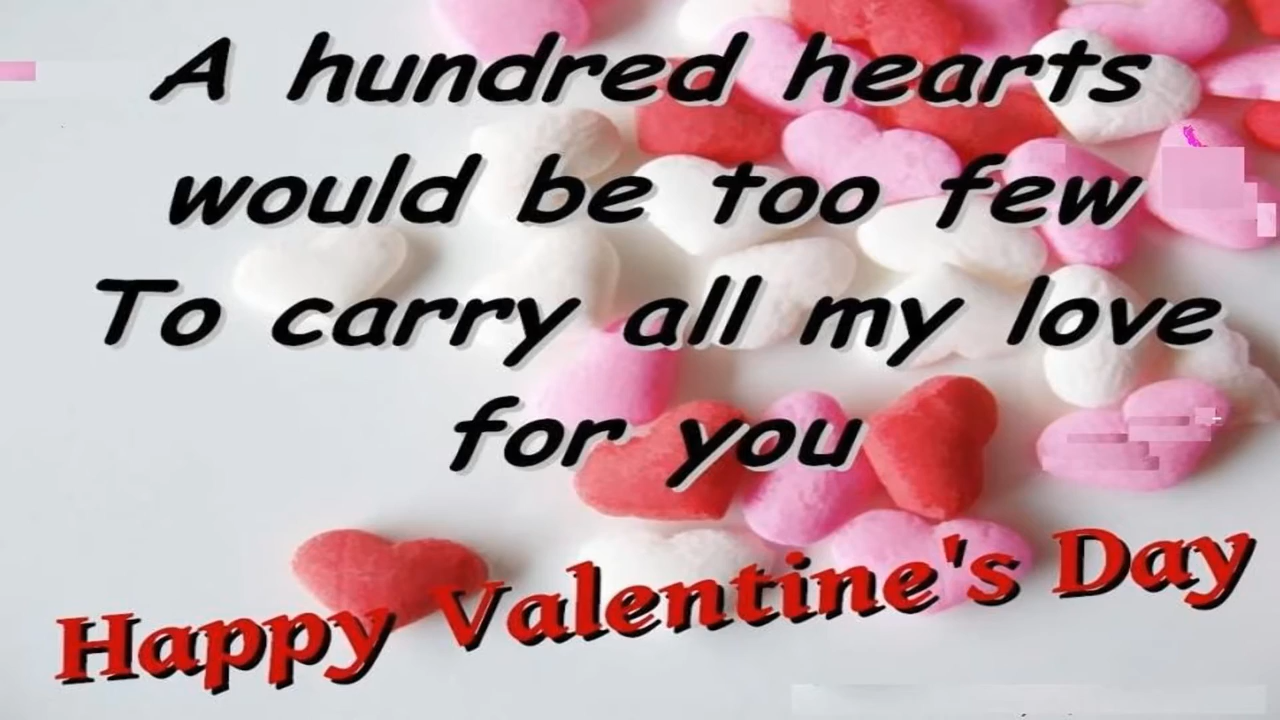 A hundred hearts
would be too few
To carry all my love
for you
Happy Valentine's Day